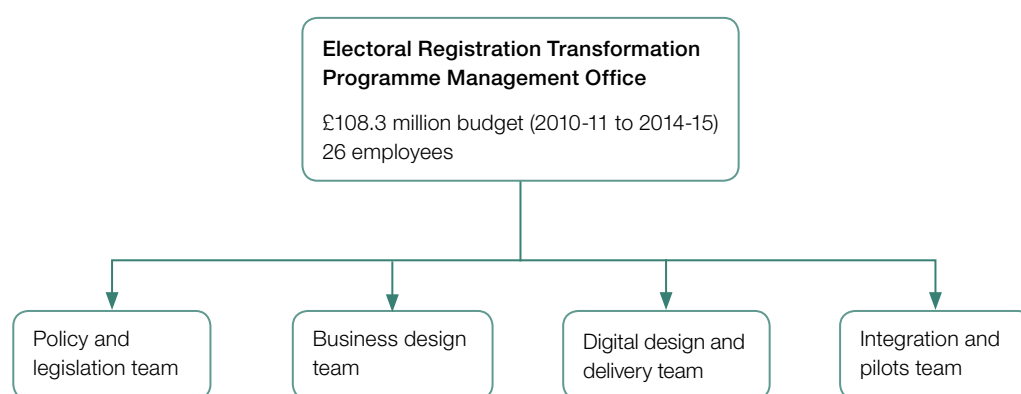 Electoral Registration Transformation
Programme Management Office
£108.3 million budget (2010-11 to 2014-15)
26 employees
Policy and
legislation team
Business design
team
Digital design and
delivery team
Integration and
pilots team